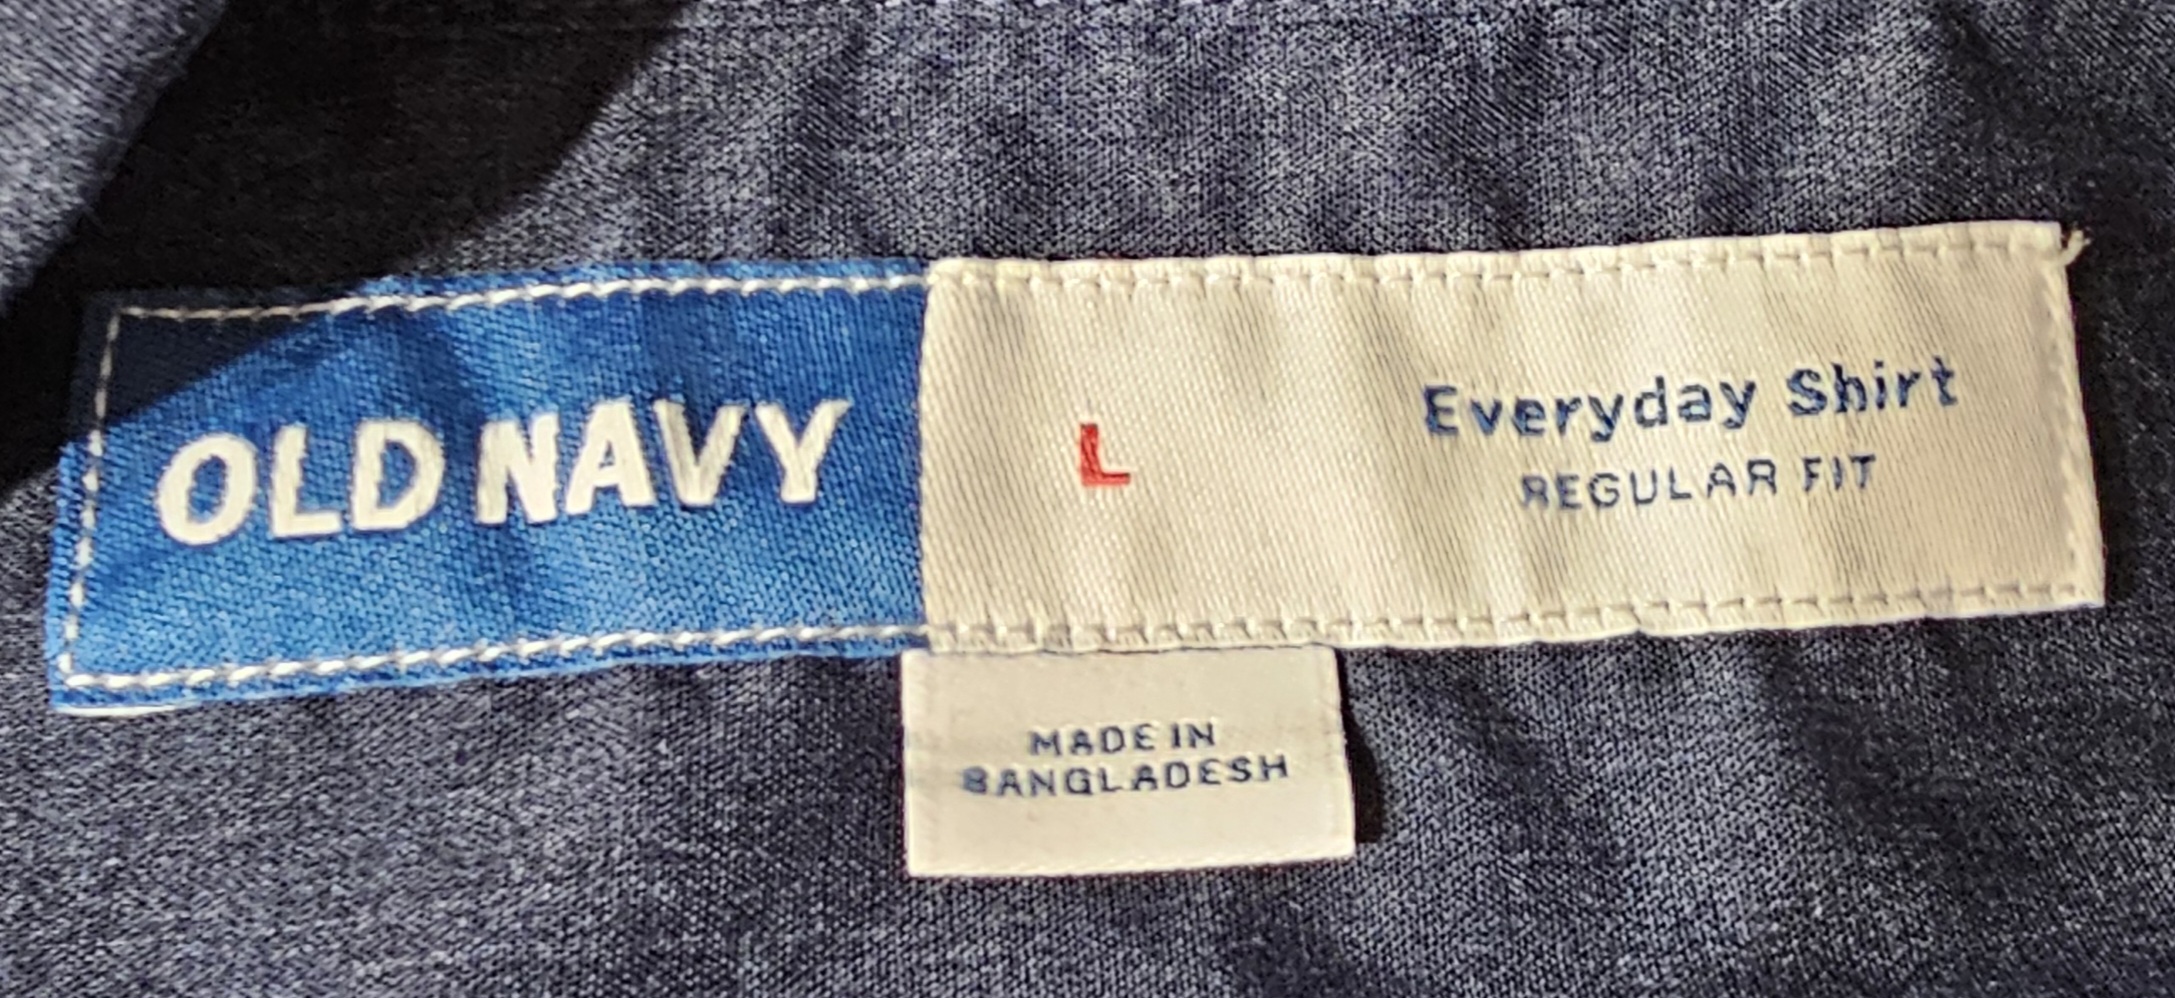 OLD NAVY
L
Everyday Shirt
REGULAR FIT
MADE IN
BANGLADESH